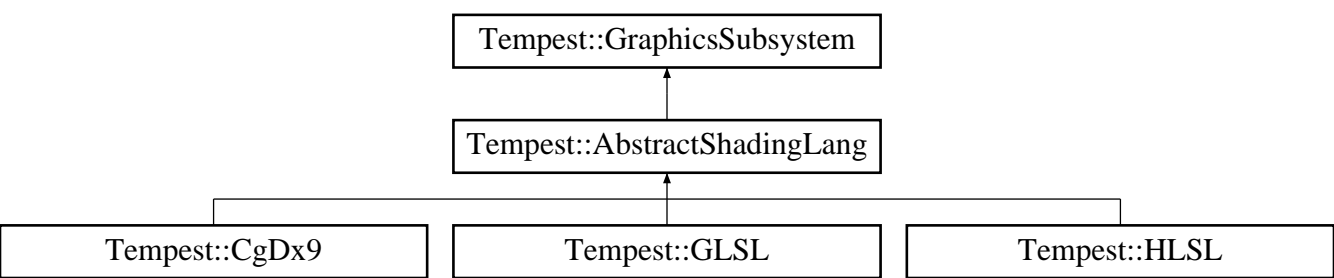 Tempest::GraphicsSubsystem
Tempest::AbstractShadingLang
Tempest::CgDx9
Tempest::GLSL
Tempest::HLSL